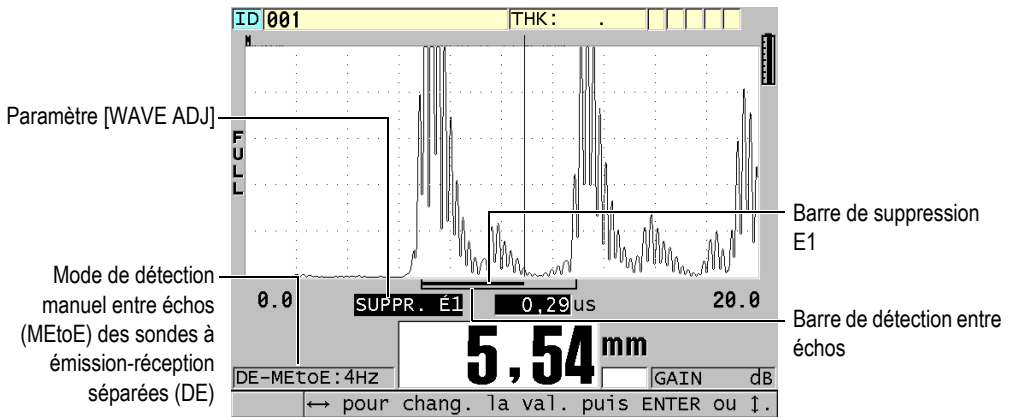 ID 001 THK: .
Paramètre [WAVE ADJ]
FULL
Barre de suppression
E1
Mode de détection
manuel entre échos
(MEtoE) des sondes à
émission-réception
séparées (DE)
0.0 SUPPR. É1 0,29 us 20.0
Barre de détection entre
échos
5,54 mm
DE-MEtoE:4Hz GAIN dB
↔ pour chang. la val. puis ENTER ou ↕.